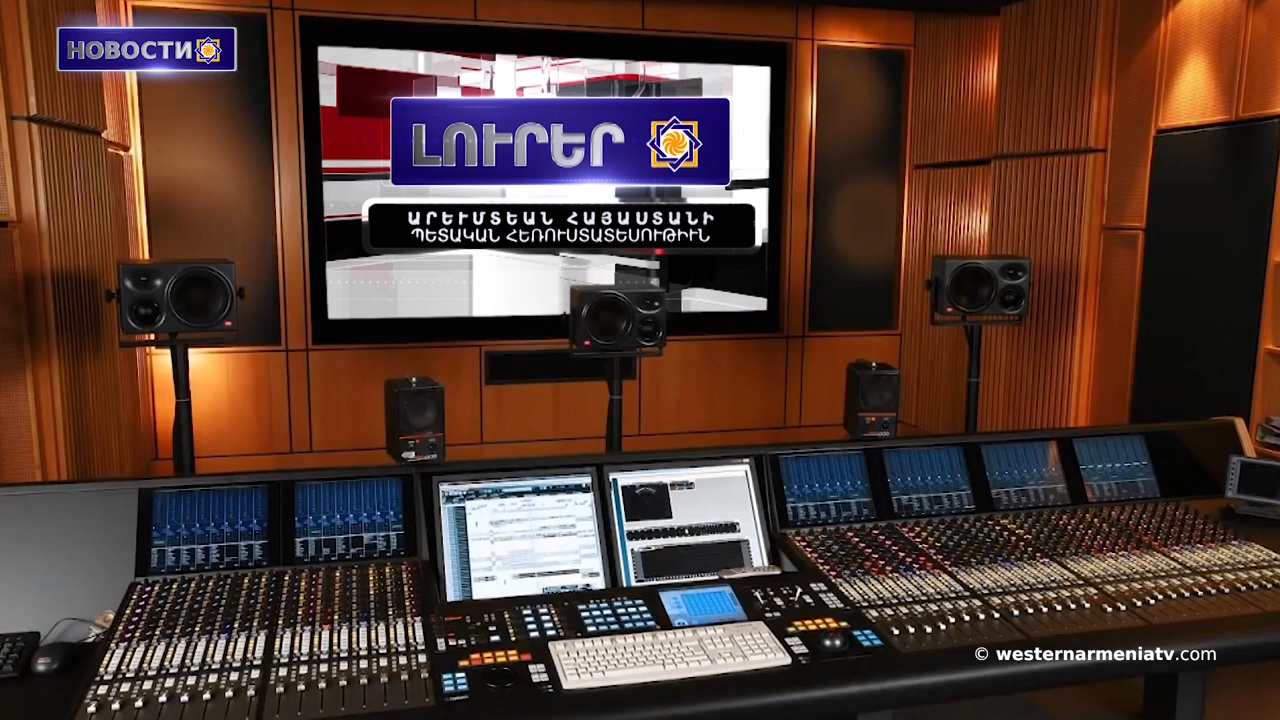 НОВОСТИ
ԼՈՒՐԵՐ
ԱՐԵՒՄՏԵԱՆ ՀԱՅԱՍՏԱՆԻ
ՊԵՏԱԿԱՆ ՀԵՌՈՒՍՏԱՏԵՍՈՒԹԻՒՆ
© westernarmeniatv.com